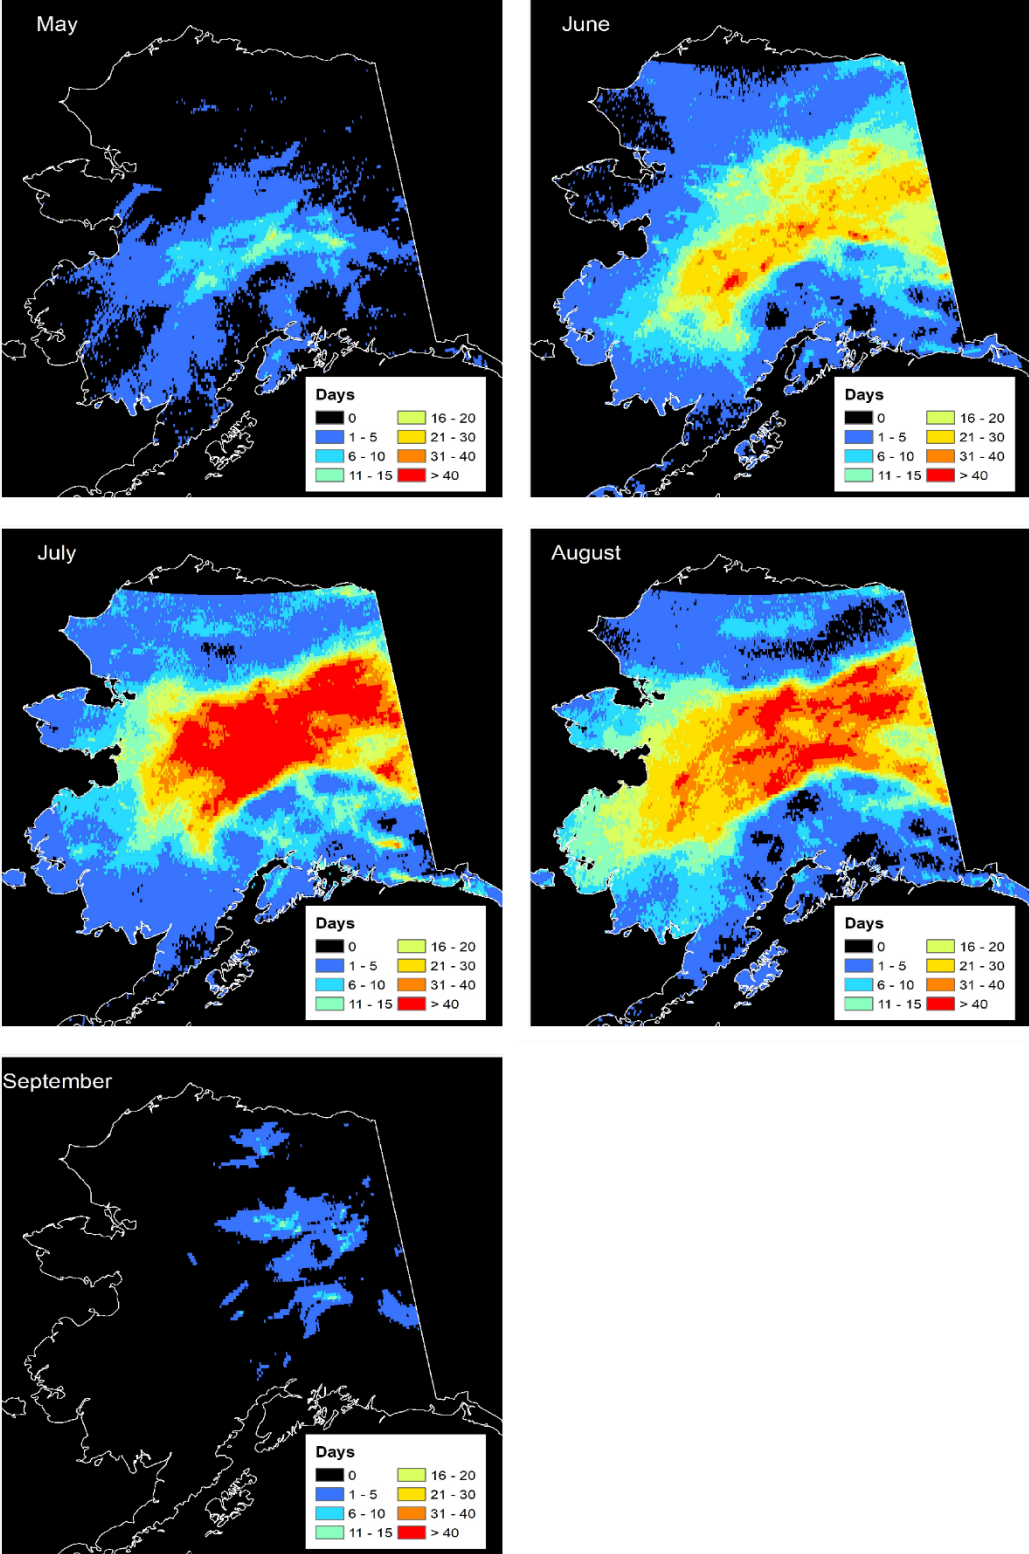 May
Days
0 16 - 20
1 - 5 21 - 30
6 - 10 31 - 40
11 - 15 > 40
June
Days
0 16 - 20
1 - 5 21 - 30
6 - 10 31 - 40
11 - 15 > 40
July
Days
0 16 - 20
1 - 5 21 - 30
6 - 10 31 - 40
11 - 15 > 40
August
Days
0 16 - 20
1 - 5 21 - 30
6 - 10 31 - 40
11 - 15 > 40
September
Days
0 16 - 20
1 - 5 21 - 30
6 - 10 31 - 40
11 - 15 > 40